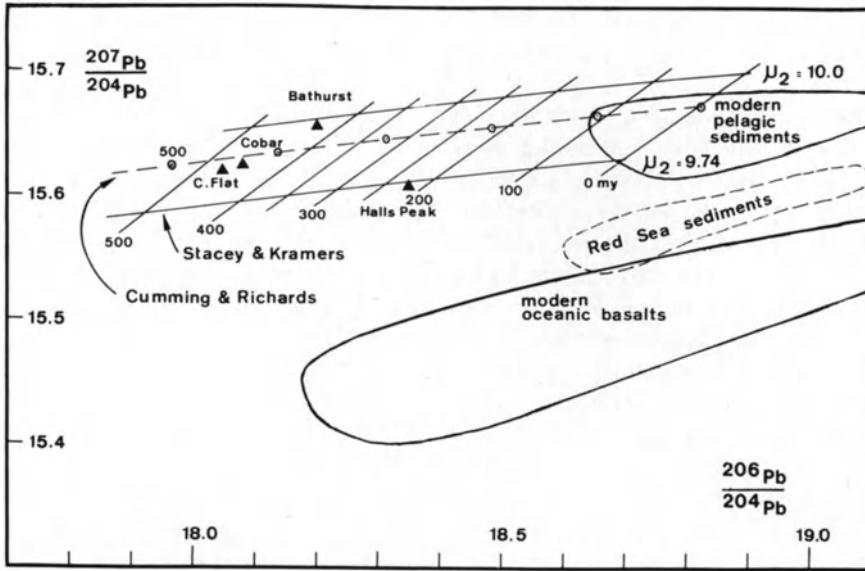 207Pb
204Pb
15.7
15.6
15.5
15.4
μ2 = 10.0
modern
pelagic
sediments
Bathurst
Cobar
500
C.Flat
μ2 = 9.74
0 my
100
200
Halls Peak
300
400
500
Stacey & Kramers
Cumming & Richards
Red Sea sediments
modern
oceanic basalts
206Pb
204Pb
18.0
18.5
19.0